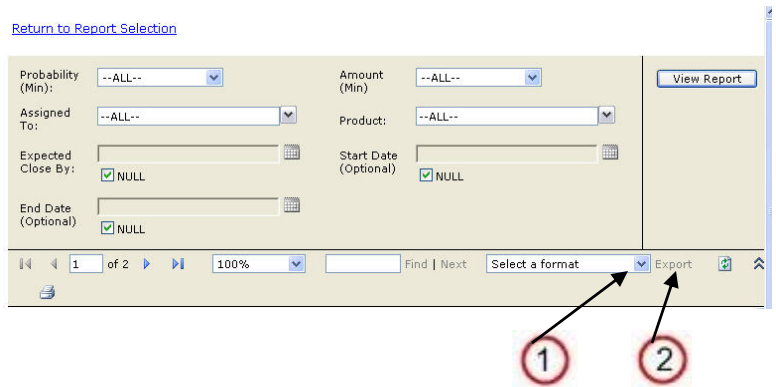 Return to Report Selection
Probability (Min): --ALL-- Amount (Min) --ALL-- View Report
Assigned To: --ALL-- Product: --ALL--
Expected Close By: NULL Start Date (Optional) NULL
End Date (Optional) NULL
1 of 2 100% Find | Next Select a format Export
1 2